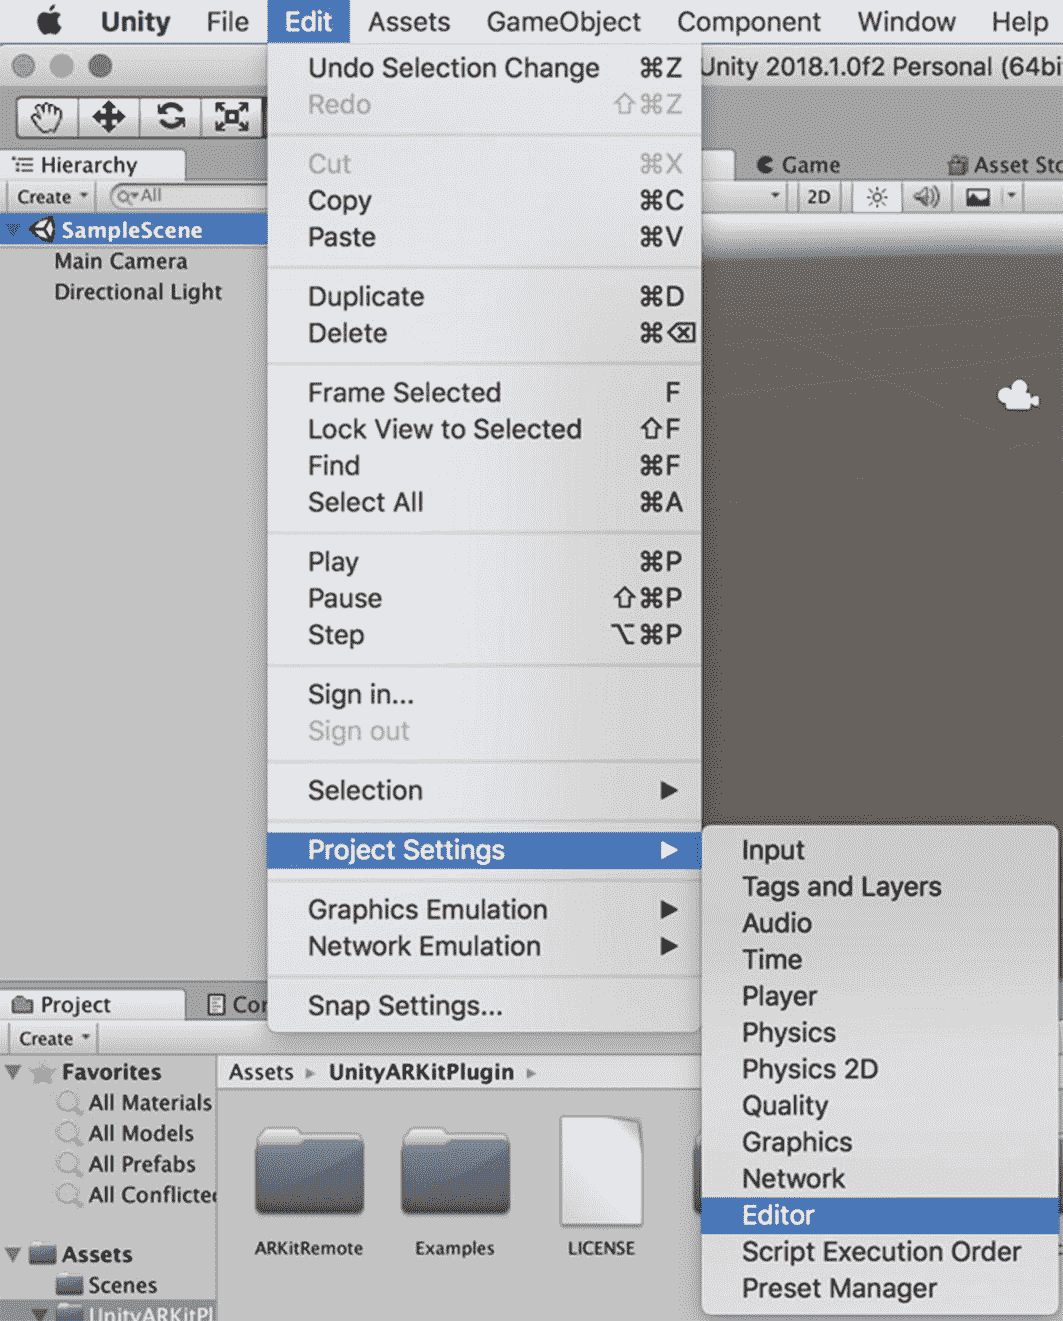 Unity File Edit Assets GameObject Component Window Help
Unity 2018.1.0f2 Personal (64bi
Hierarchy
Create All
SampleScene
Main Camera
Directional Light
Undo Selection Change ⌘Z
Redo ⇧⌘Z
Cut ⌘X
Copy ⌘C
Paste ⌘V
Duplicate ⌘D
Delete ⌘⌫
Frame Selected F
Lock View to Selected ⇧F
Find ⌘F
Select All ⌘A
Play ⌘P
Pause ⇧⌘P
Step ⌥⌘P
Sign in...
Sign out
Selection ▶
Project Settings ▶
Graphics Emulation ▶
Network Emulation ▶
Snap Settings...
Game Asset Sto
2D
Input
Tags and Layers
Audio
Time
Player
Physics
Physics 2D
Quality
Graphics
Network
Editor
Script Execution Order
Preset Manager
Project Con
Create
Favorites
All Materials
All Models
All Prefabs
All Conflicted
Assets
Scenes
UnityARKitPl
Assets ▸ UnityARKitPlugin ▸
ARKitRemote Examples LICENSE